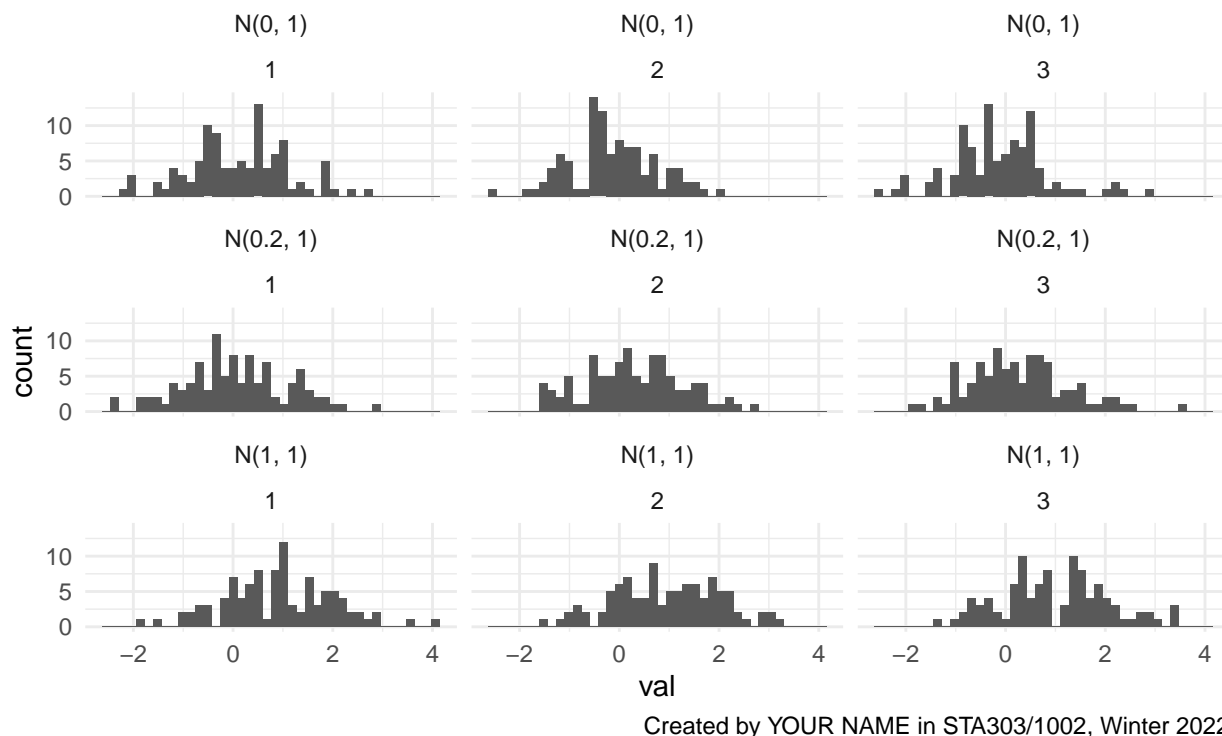 N(0, 1) N(0, 1) N(0, 1)
1 2 3
10
5
0
N(0.2, 1) N(0.2, 1) N(0.2, 1)
1 2 3
count
10
5
0
N(1, 1) N(1, 1) N(1, 1)
1 2 3
10
5
0
−2 0 2 4 −2 0 2 4 −2 0 2 4
val
Created by YOUR NAME in STA303/1002, Winter 2022